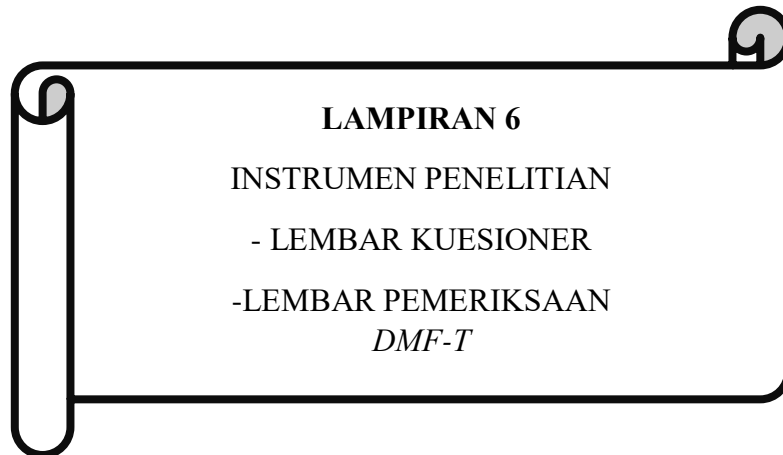 LAMPIRAN 6
INSTRUMEN PENELITIAN
- LEMBAR KUESIONER
-LEMBAR PEMERIKSAAN
DMF-T